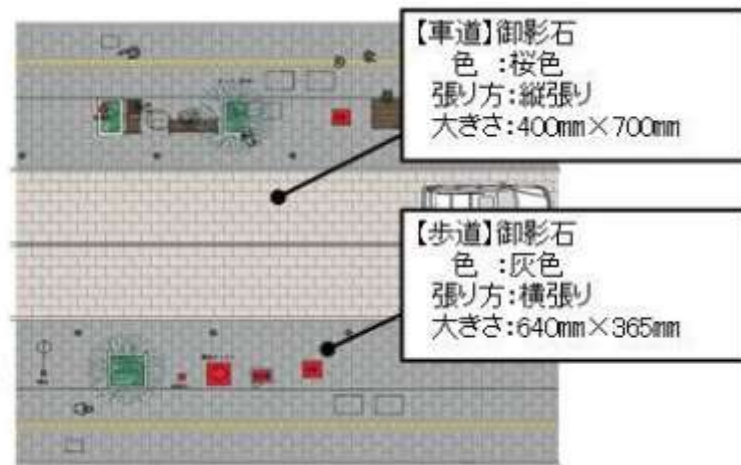 【車道】御影石
色 :桜色
張り方:縦張り
大きさ:400mm×700mm
【歩道】御影石
色 :灰色
張り方:横張り
大きさ:640mm×365mm